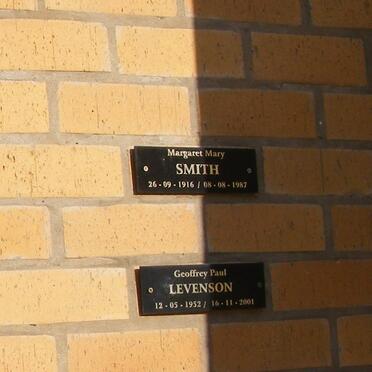 Margaret Mary
SMITH
26 - 09 - 1916 / 08 - 08 - 1987
Geoffrey Paul
LEVENSON
12 - 05 - 1952 / 16 - 11 - 2001